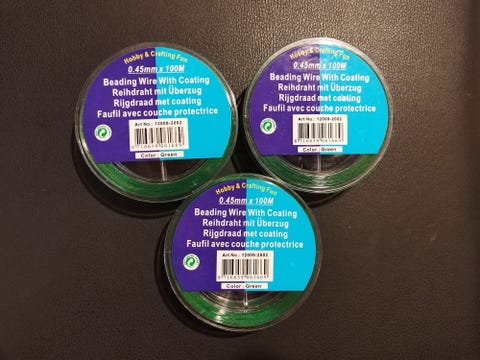 Hobby & Crafting Fun
0.45mm x 100M
Beading Wire With Coating
Reihdraht mit Überzug
Rijgdraad met coating
Faufil avec couche protectrice
Art No.: 12009-2082
8 716659 061669
Color : Green
Hobby & Crafting Fun
0.45mm x 100M
Beading Wire With Coating
Reihdraht mit Überzug
Rijgdraad met coating
Faufil avec couche protectrice
Art No.: 12009-2082
Color : Green
Hobby & Crafting Fun
0.45mm x 100M
Beading Wire With Coating
Reihdraht mit Überzug
Rijgdraad met coating
Faufil avec couche protectrice
Art No.: 12009-2082
Color : Green